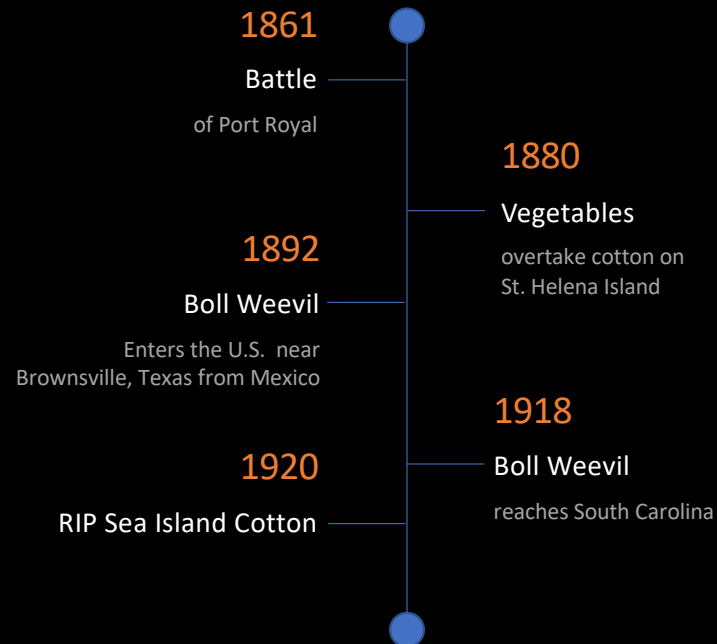 1861
Battle
of Port Royal
1880
Vegetables
overtake cotton on
St. Helena Island
1892
Boll Weevil
Enters the U.S.  near
Brownsville, Texas from Mexico
1918
Boll Weevil
reaches South Carolina
1920
RIP Sea Island Cotton